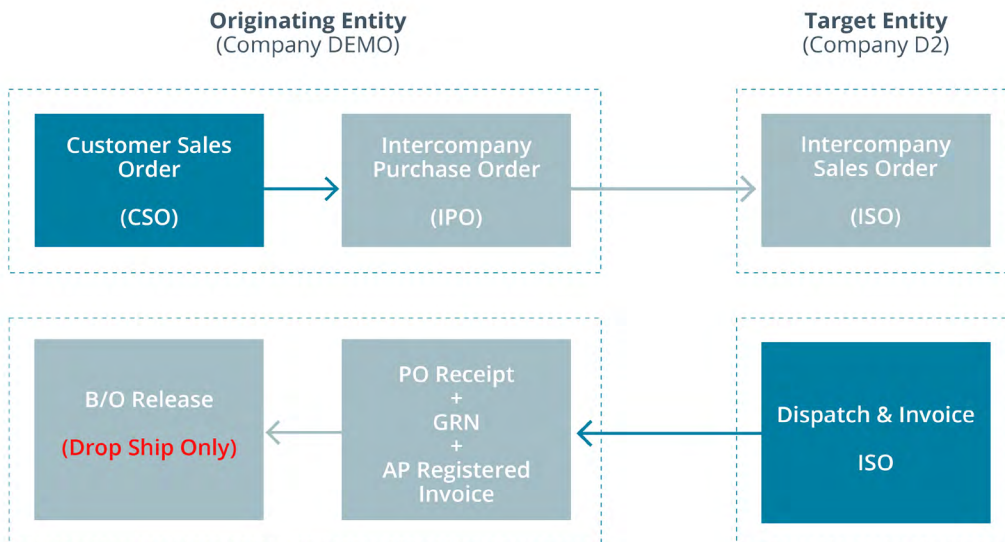 Originating Entity
(Company DEMO)
Target Entity
(Company D2)
Customer Sales
Order
(CSO)
Intercompany
Purchase Order
(IPO)
Intercompany
Sales Order
(ISO)
B/O Release
(Drop Ship Only)
PO Receipt
+
GRN
+
AP Registered
Invoice
Dispatch & Invoice
ISO